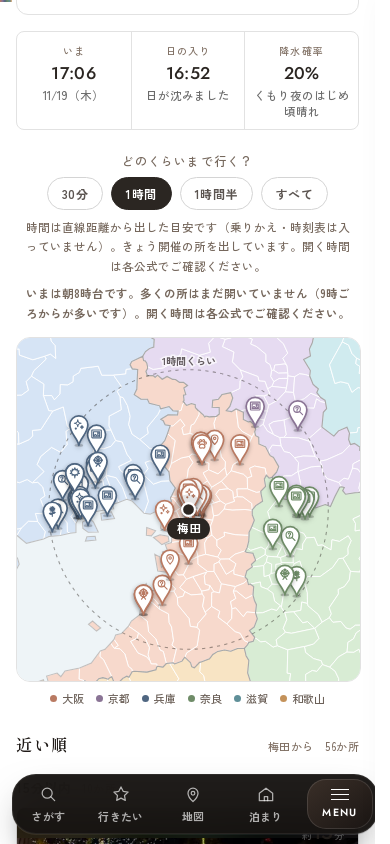 いま
17:06
11/19（木）
日の入り
16:52
日が沈みました
降水確率
20%
くもり夜のはじめ
頃晴れ
どのくらいまで行く？
30分
1時間
1時間半
すべて
時間は直線距離から出した目安です（乗りかえ・時刻表は入
っていません）。きょう開催の所を出しています。開く時間
は各公式でご確認ください。
いまは朝8時台です。多くの所はまだ開いていません（9時ご
ろからが多いです）。開く時間は各公式でご確認ください。
1時間くらい
梅田
大阪
京都
兵庫
奈良
滋賀
和歌山
近い順
梅田から 56か所
さがす
行きたい
地図
泊まり
MENU